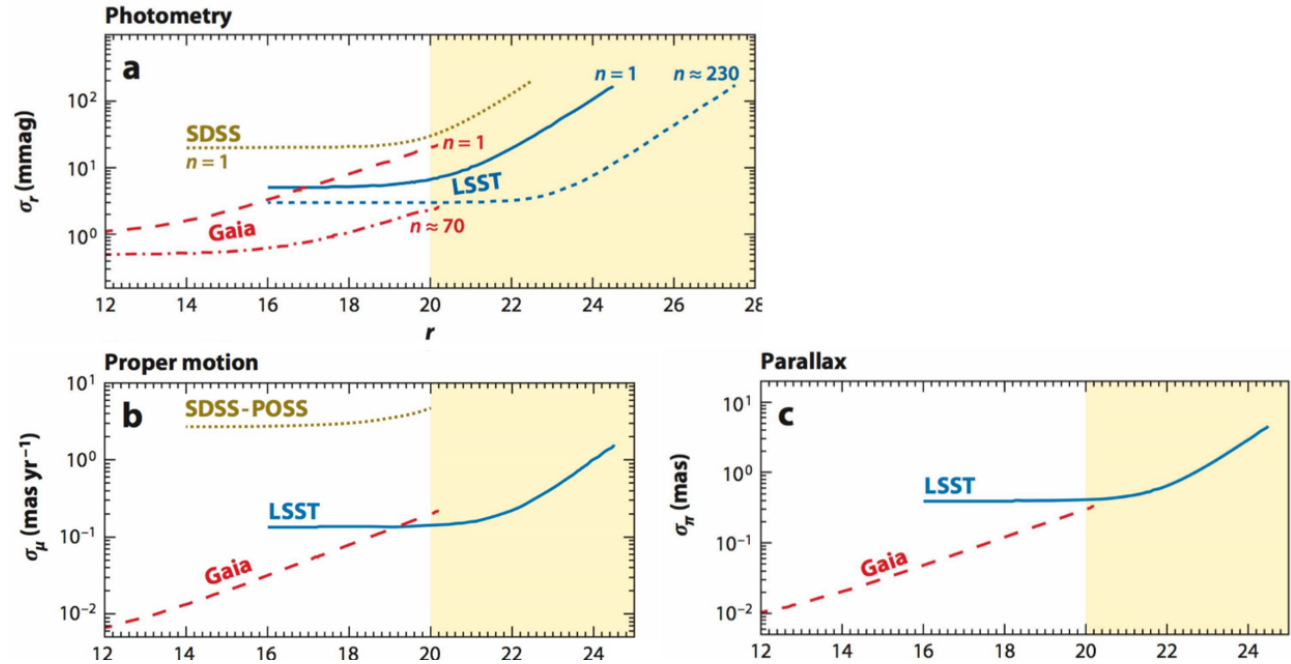 Photometry
a
σr (mmag)
10²
10¹
10⁰
SDSS
n = 1
n = 1
n = 1
n ≈ 230
LSST
Gaia
n ≈ 70
12 14 16 18 20 22 24 26 28
r
Proper motion
b
σμ (mas yr⁻¹)
10¹
10⁰
10⁻¹
10⁻²
SDSS-POSS
LSST
Gaia
12 14 16 18 20 22 24
Parallax
c
σπ (mas)
10¹
10⁰
10⁻¹
10⁻²
LSST
Gaia
12 14 16 18 20 22 24